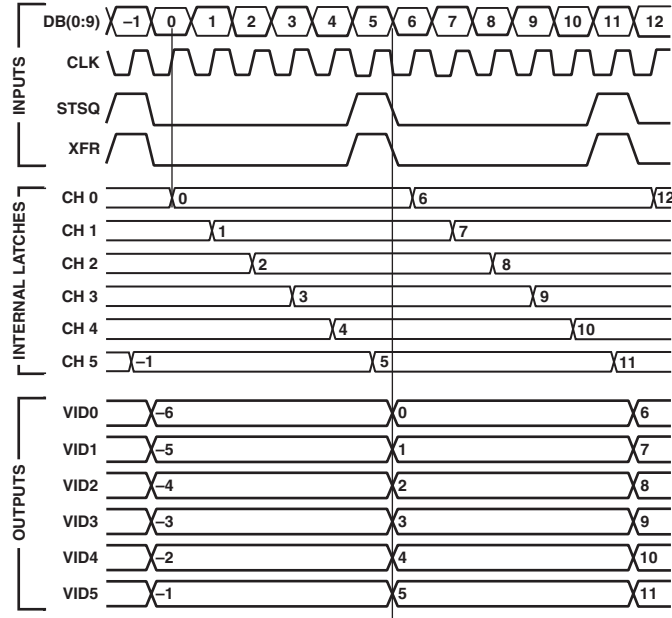 INPUTS
DB(0:9) –1 0 1 2 3 4 5 6 7 8 9 10 11 12
CLK
STSQ
XFR
INTERNAL LATCHES
CH 0 0 6 12
CH 1 1 7
CH 2 2 8
CH 3 3 9
CH 4 4 10
CH 5 –1 5 11
OUTPUTS
VID0 –6 0 6
VID1 –5 1 7
VID2 –4 2 8
VID3 –3 3 9
VID4 –2 4 10
VID5 –1 5 11